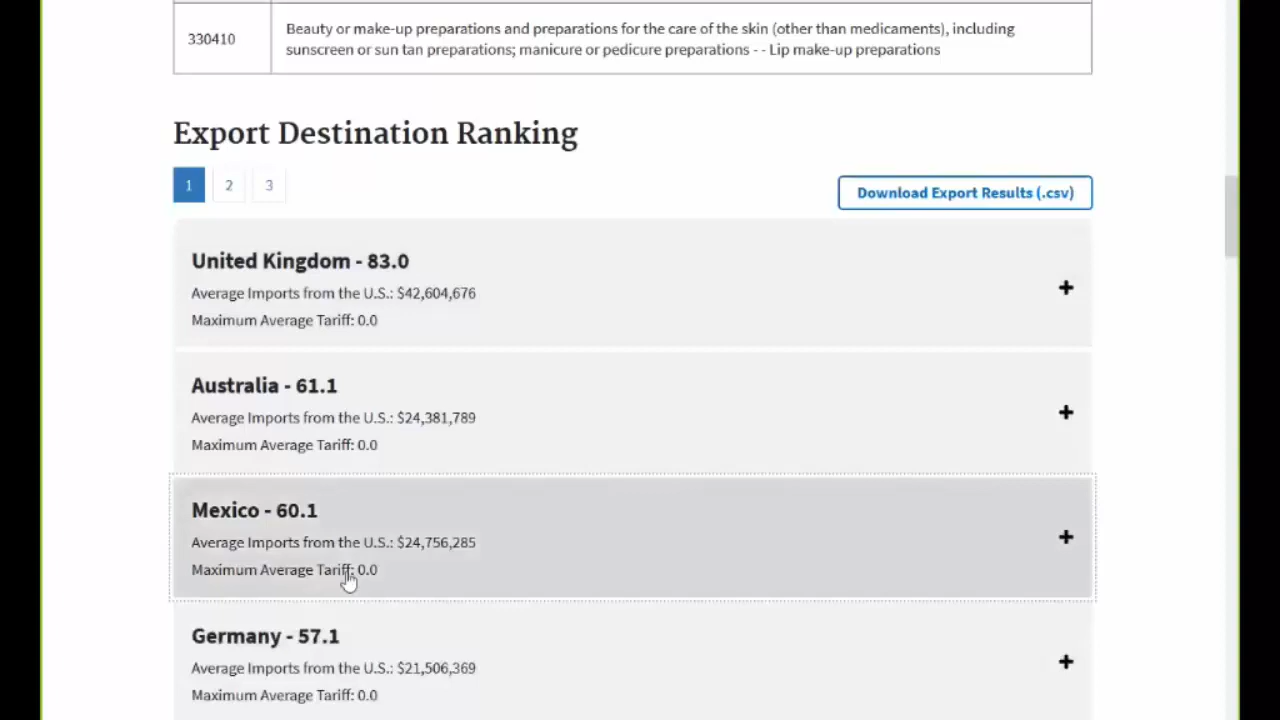 330410
Beauty or make-up preparations and preparations for the care of the skin (other than medicaments), including
sunscreen or sun tan preparations; manicure or pedicure preparations - - Lip make-up preparations
Export Destination Ranking
1 2 3
Download Export Results (.csv)
United Kingdom - 83.0
Average Imports from the U.S.: $42,604,676
Maximum Average Tariff: 0.0
Australia - 61.1
Average Imports from the U.S.: $24,381,789
Maximum Average Tariff: 0.0
Mexico - 60.1
Average Imports from the U.S.: $24,756,285
Maximum Average Tariff: 0.0
Germany - 57.1
Average Imports from the U.S.: $21,506,369
Maximum Average Tariff: 0.0